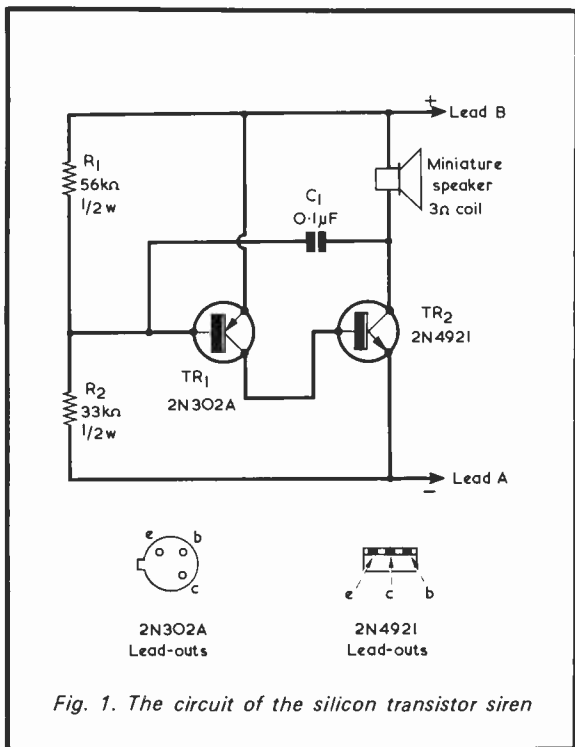 +
Lead B
R1
56kΩ
1/2w
C1
0·1µF
Miniature
speaker
3Ω coil
TR1
2N302A
TR2
2N4921
R2
33kΩ
1/2w
−
Lead A
e b
c
2N302A
Lead-outs
e c b
2N4921
Lead-outs
Fig. 1. The circuit of the silicon transistor siren